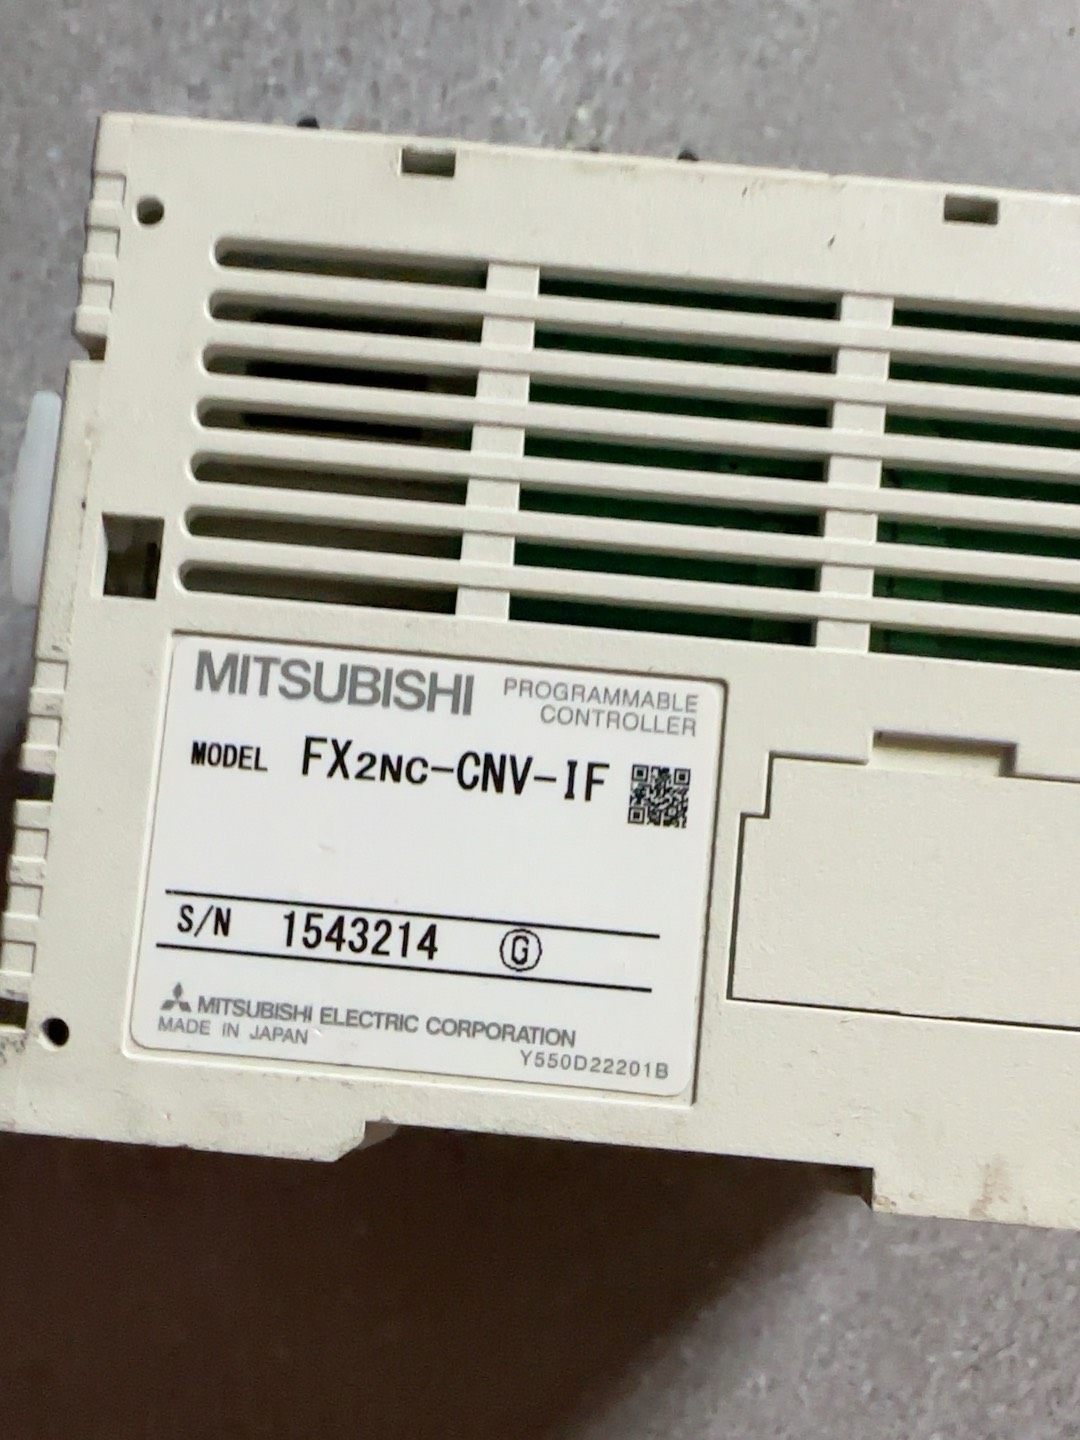 MITSUBISHI PROGRAMMABLE CONTROLLER
MODEL FX2NC-CNV-IF
S/N 1543214 G
MITSUBISHI ELECTRIC CORPORATION
MADE IN JAPAN
Y550D22201B